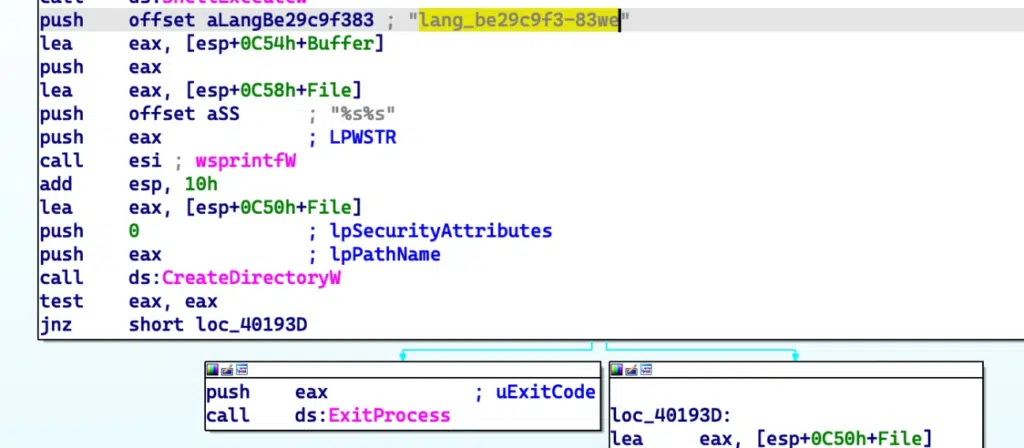 call    ds:ShellExecuteW
push    offset aLangBe29c9f383 ; "lang_be29c9f3-83we"
lea     eax, [esp+0C54h+Buffer]
push    eax
lea     eax, [esp+0C58h+File]
push    offset aSS      ; "%s%s"
push    eax             ; LPWSTR
call    esi ; wsprintfW
add     esp, 10h
lea     eax, [esp+0C50h+File]
push    0               ; lpSecurityAttributes
push    eax             ; lpPathName
call    ds:CreateDirectoryW
test    eax, eax
jnz     short loc_40193D
push    eax             ; uExitCode
call    ds:ExitProcess
loc_40193D:
lea     eax, [esp+0C50h+File]